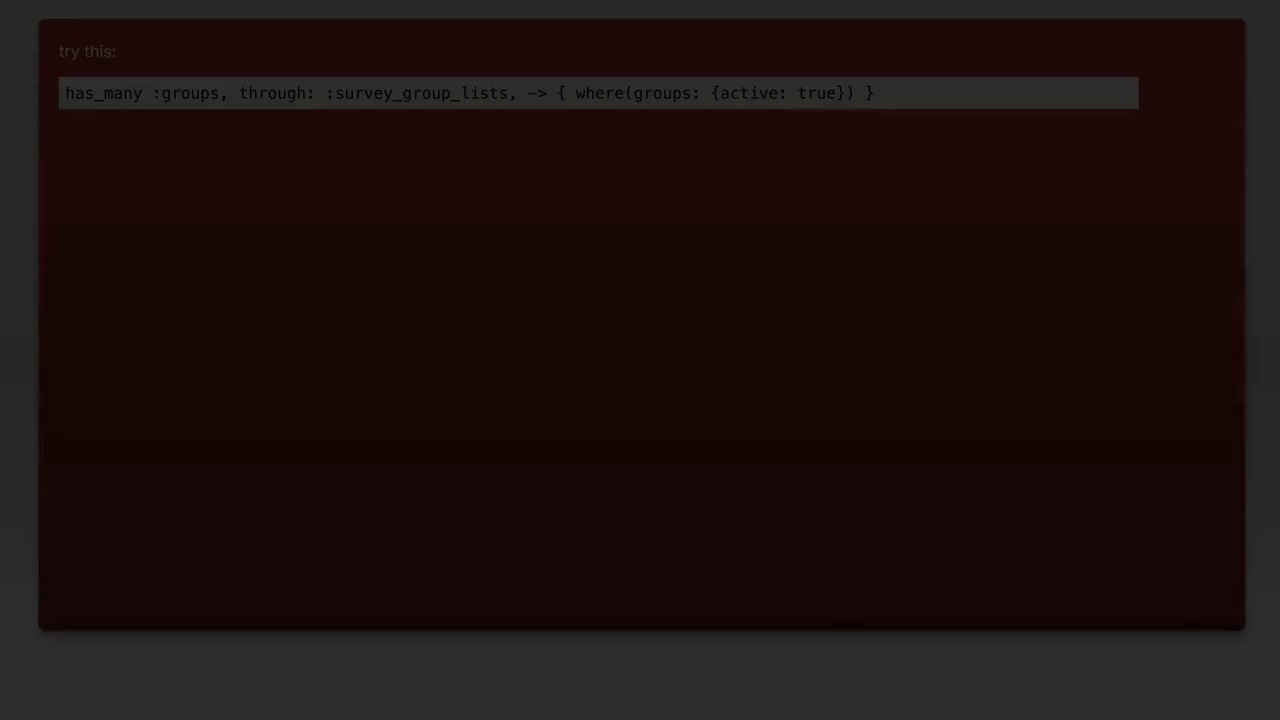 try this:
has_many :groups, through: :survey_group_lists, -> { where(groups: {active: true}) }